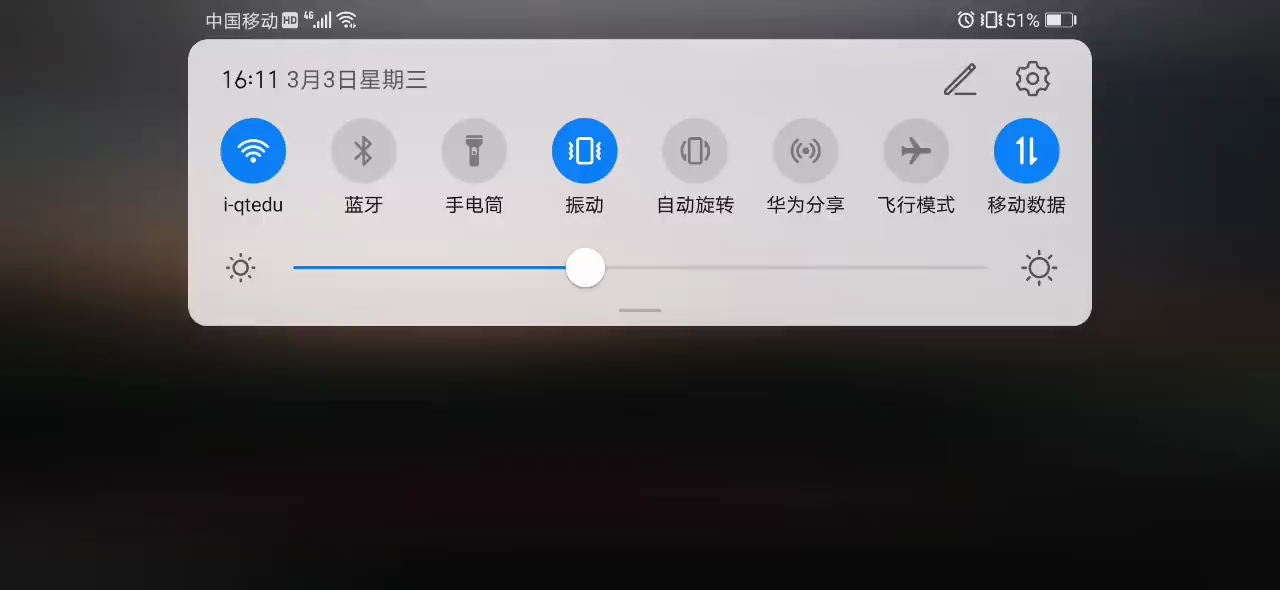 中国移动 HD 4G 51%
16:11 3月3日星期三
i-qtedu 蓝牙 手电筒 振动 自动旋转 华为分享 飞行模式 移动数据